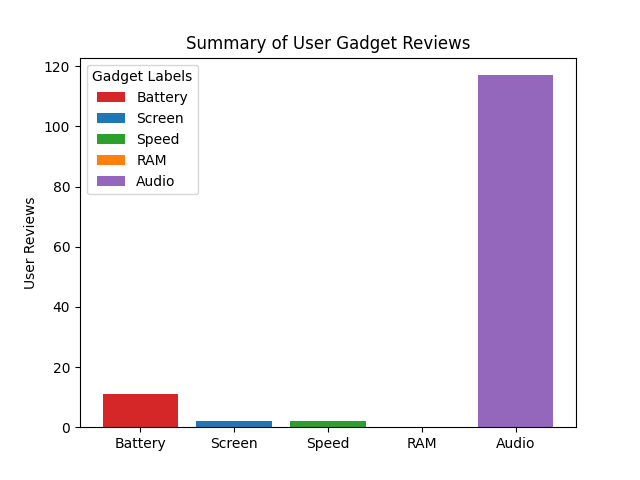 Summary of User Gadget Reviews
120
100
80
60
40
20
0
User Reviews
Gadget Labels
Battery
Screen
Speed
RAM
Audio
Battery Screen Speed RAM Audio